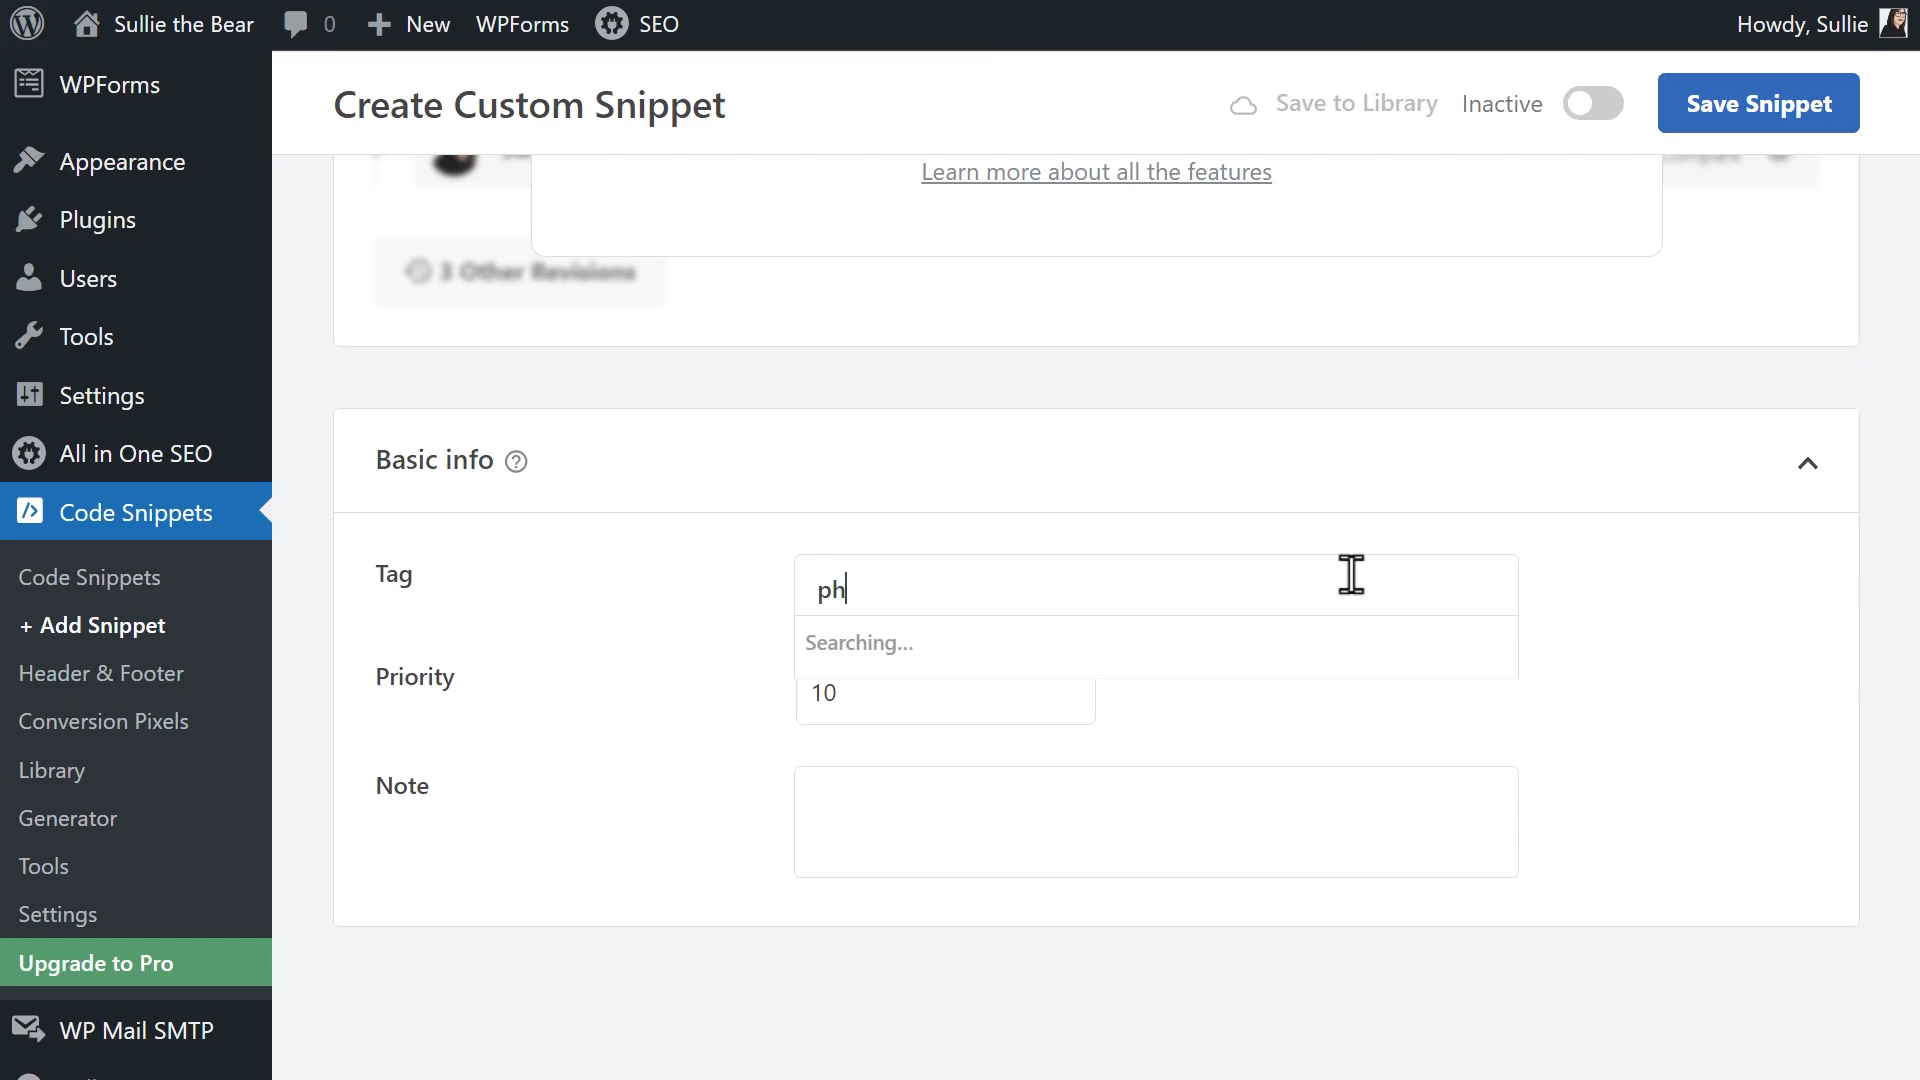 Sullie the Bear 0 New WPForms SEO Howdy, Sullie
WPForms
Appearance
Plugins
Users
Tools
Settings
All in One SEO
Code Snippets
Code Snippets
+ Add Snippet
Header & Footer
Conversion Pixels
Library
Generator
Tools
Settings
Upgrade to Pro
WP Mail SMTP
Create Custom Snippet
Save to Library Inactive Save Snippet
Learn more about all the features
3 Other Revisions
Basic info
Tag
ph
Searching...
Priority
10
Note